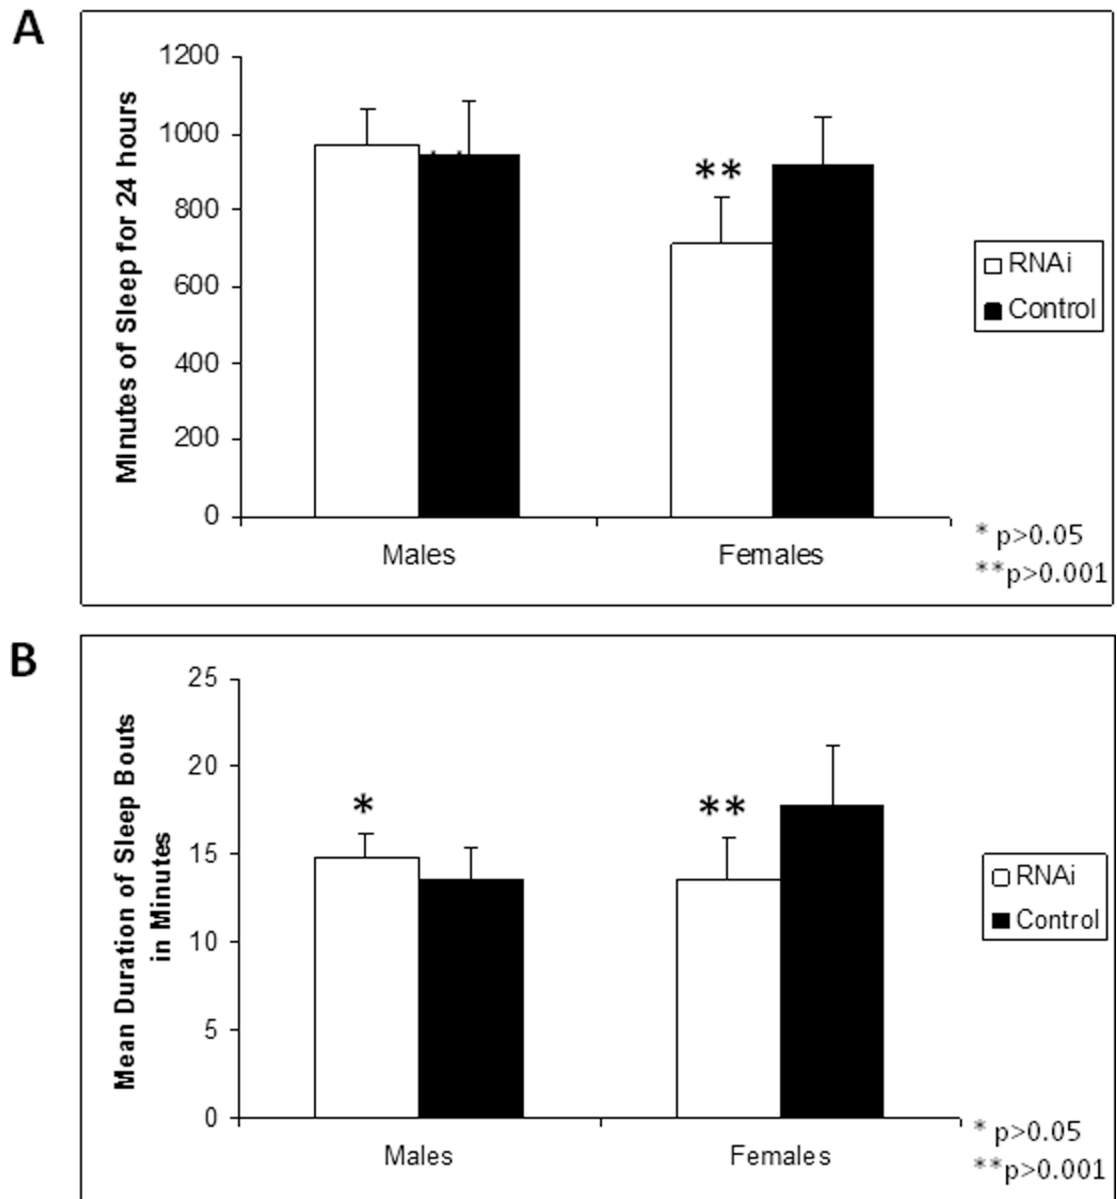 A
1200
1000
800
600
400
200
0
MInutes of Sleep for 24 hours
**
Males
Females
RNAi
Control
* p>0.05
**p>0.001
B
25
20
15
10
5
0
Mean Duration of Sleep Bouts
in Minutes
*
**
Males
Females
RNAi
Control
* p>0.05
**p>0.001